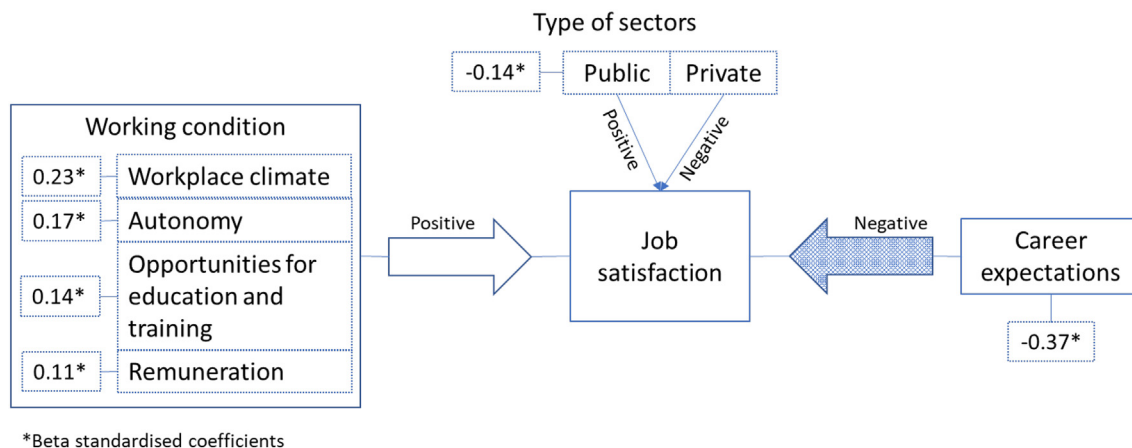 Type of sectors
-0.14*
Public
Private
Positive
Negative
Working condition
0.23*
Workplace climate
0.17*
Autonomy
0.14*
Opportunities for
education and
training
0.11*
Remuneration
Positive
Job
satisfaction
Negative
Career
expectations
-0.37*
*Beta standardised coefficients